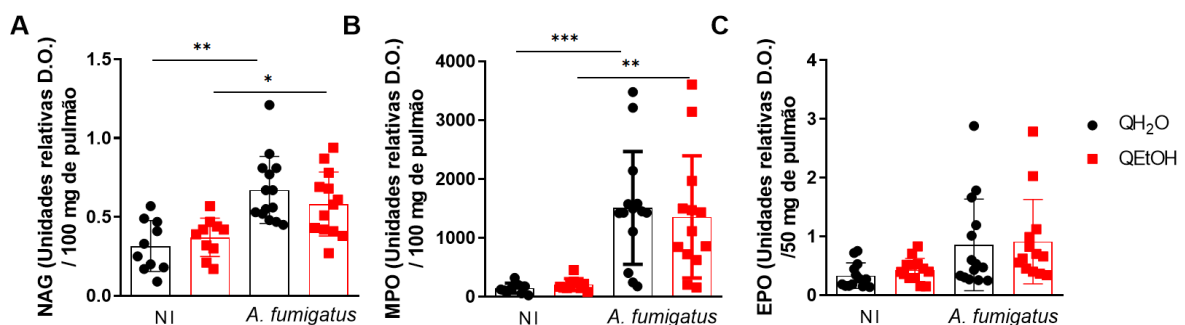 A
NAG (Unidades relativas D.O.)
/ 100 mg de pulmão
1.5
1.0
0.5
0.0
**
*
NI
A. fumigatus
B
MPO (Unidades relativas D.O.)
/ 100 mg de pulmão
4000
3000
2000
1000
0
***
**
NI
A. fumigatus
C
EPO (Unidades relativas D.O.)
/50 mg de pulmão
4
3
2
1
0
NI
A. fumigatus
QH₂O
QEtOH